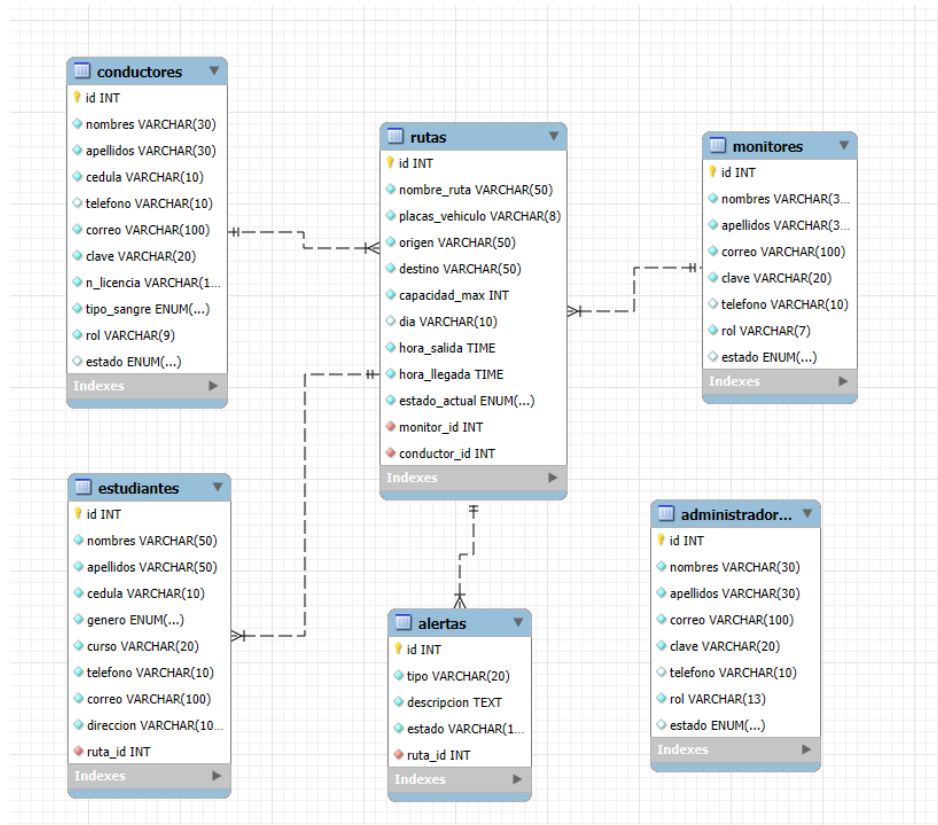 conductores
id INT
nombres VARCHAR(30)
apellidos VARCHAR(30)
cedula VARCHAR(10)
telefono VARCHAR(10)
correo VARCHAR(100)
clave VARCHAR(20)
n_licencia VARCHAR(1...
tipo_sangre ENUM(...)
rol VARCHAR(9)
estado ENUM(...)
Indexes
rutas
id INT
nombre_ruta VARCHAR(50)
placas_vehiculo VARCHAR(8)
origen VARCHAR(50)
destino VARCHAR(50)
capacidad_max INT
dia VARCHAR(10)
hora_salida TIME
hora_llegada TIME
estado_actual ENUM(...)
monitor_id INT
conductor_id INT
Indexes
monitores
id INT
nombres VARCHAR(3...
apellidos VARCHAR(3...
correo VARCHAR(100)
clave VARCHAR(20)
telefono VARCHAR(10)
rol VARCHAR(7)
estado ENUM(...)
Indexes
estudiantes
id INT
nombres VARCHAR(50)
apellidos VARCHAR(50)
cedula VARCHAR(10)
genero ENUM(...)
curso VARCHAR(20)
telefono VARCHAR(10)
correo VARCHAR(100)
direccion VARCHAR(10...
ruta_id INT
Indexes
alertas
id INT
tipo VARCHAR(20)
descripcion TEXT
estado VARCHAR(1...
ruta_id INT
Indexes
administrador...
id INT
nombres VARCHAR(30)
apellidos VARCHAR(30)
correo VARCHAR(100)
clave VARCHAR(20)
telefono VARCHAR(10)
rol VARCHAR(13)
estado ENUM(...)
Indexes